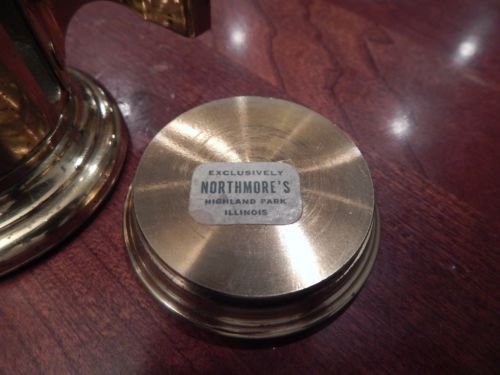 EXCLUSIVELY
NORTHMORE'S
HIGHLAND PARK
ILLINOIS